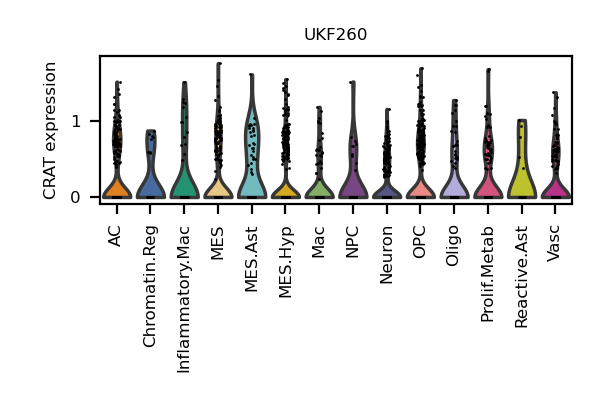 UKF260
CRAT expression
1
0
AC
Chromatin.Reg
Inflammatory.Mac
MES
MES.Ast
MES.Hyp
Mac
NPC
Neuron
OPC
Oligo
Prolif.Metab
Reactive.Ast
Vasc